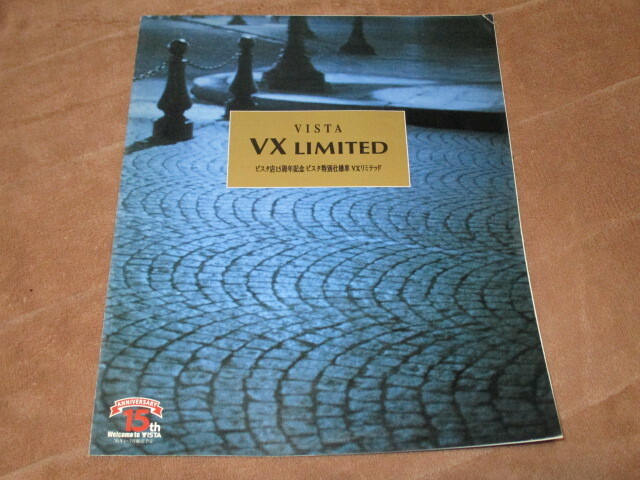 VISTA
VX LIMITED
ビスタ店15周年記念 ビスタ特別仕様車 VXリミテッド
ANNIVERSARY
15th
Welcome to VISTA